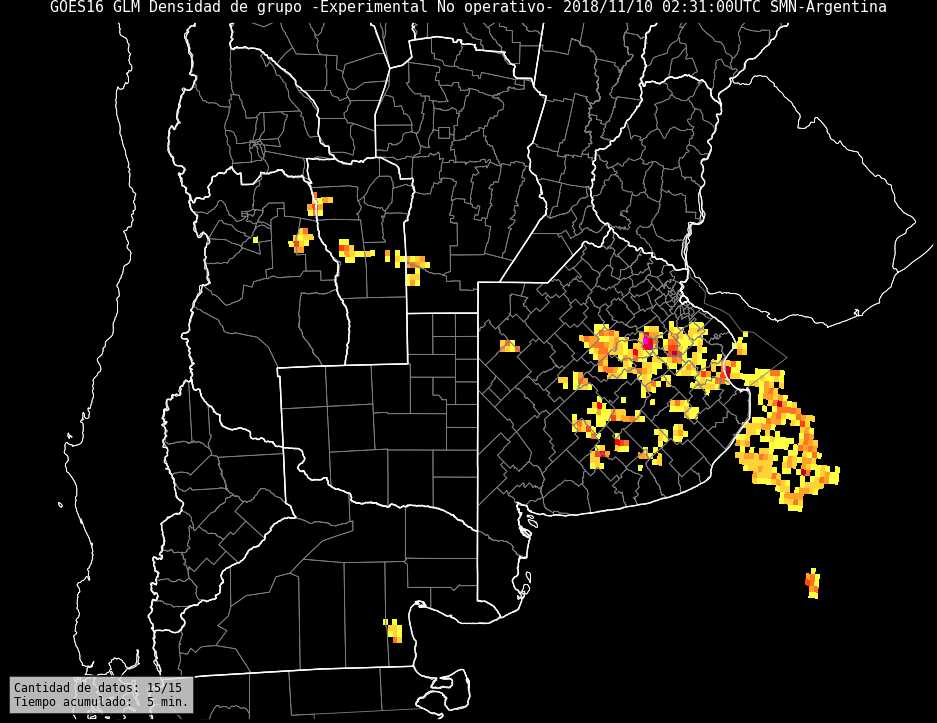 GOES16 GLM Densidad de grupo -Experimental No operativo- 2018/11/10 02:31:00UTC SMN-Argentina
Cantidad de datos: 15/15
Tiempo acumulado:  5 min.